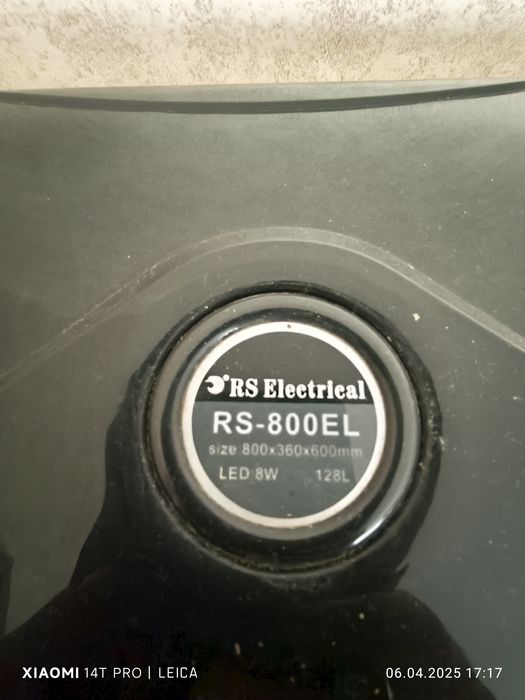 RS Electrical
RS-800EL
size 800x360x600mm
LED 8W 128L
XIAOMI 14T PRO | LEICA
06.04.2025 17:17